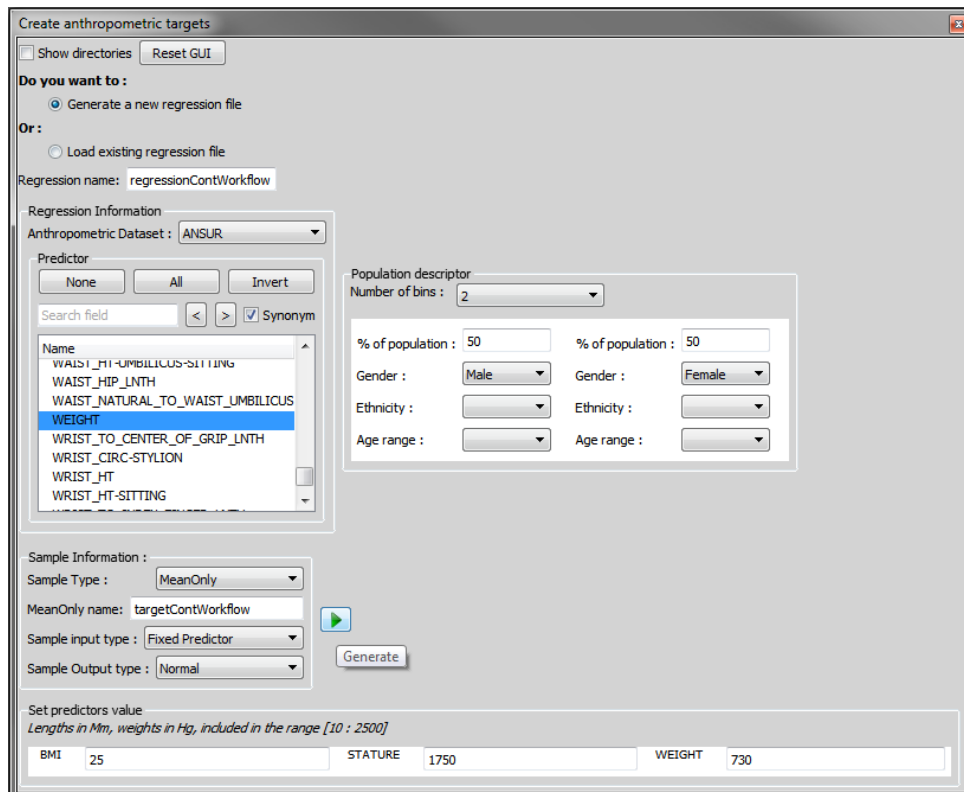 Create anthropometric targets
Show directories Reset GUI
Do you want to :
Generate a new regression file
Or :
Load existing regression file
Regression name: regressionContWorkflow
Regression Information
Anthropometric Dataset : ANSUR
Predictor
None All Invert
Search field < > Synonym
Name
WAIST_HT-UMBILICUS-SITTING
WAIST_HIP_LNTH
WAIST_NATURAL_TO_WAIST_UMBILICUS
WEIGHT
WRIST_TO_CENTER_OF_GRIP_LNTH
WRIST_CIRC-STYLION
WRIST_HT
WRIST_HT-SITTING
Population descriptor
Number of bins : 2
% of population : 50 % of population : 50
Gender : Male Gender : Female
Ethnicity : Ethnicity :
Age range : Age range :
Sample Information :
Sample Type : MeanOnly
MeanOnly name: targetContWorkflow
Sample input type : Fixed Predictor
Sample Output type : Normal
Generate
Set predictors value
Lengths in Mm, weights in Hg, included in the range [10 : 2500]
BMI 25 STATURE 1750 WEIGHT 730